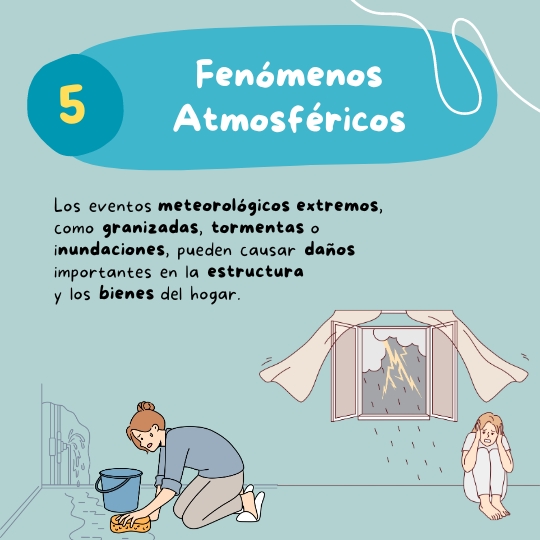 5
Fenómenos
Atmosféricos
Los eventos meteorológicos extremos,
como granizadas, tormentas o
inundaciones, pueden causar daños
importantes en la estructura
y los bienes del hogar.